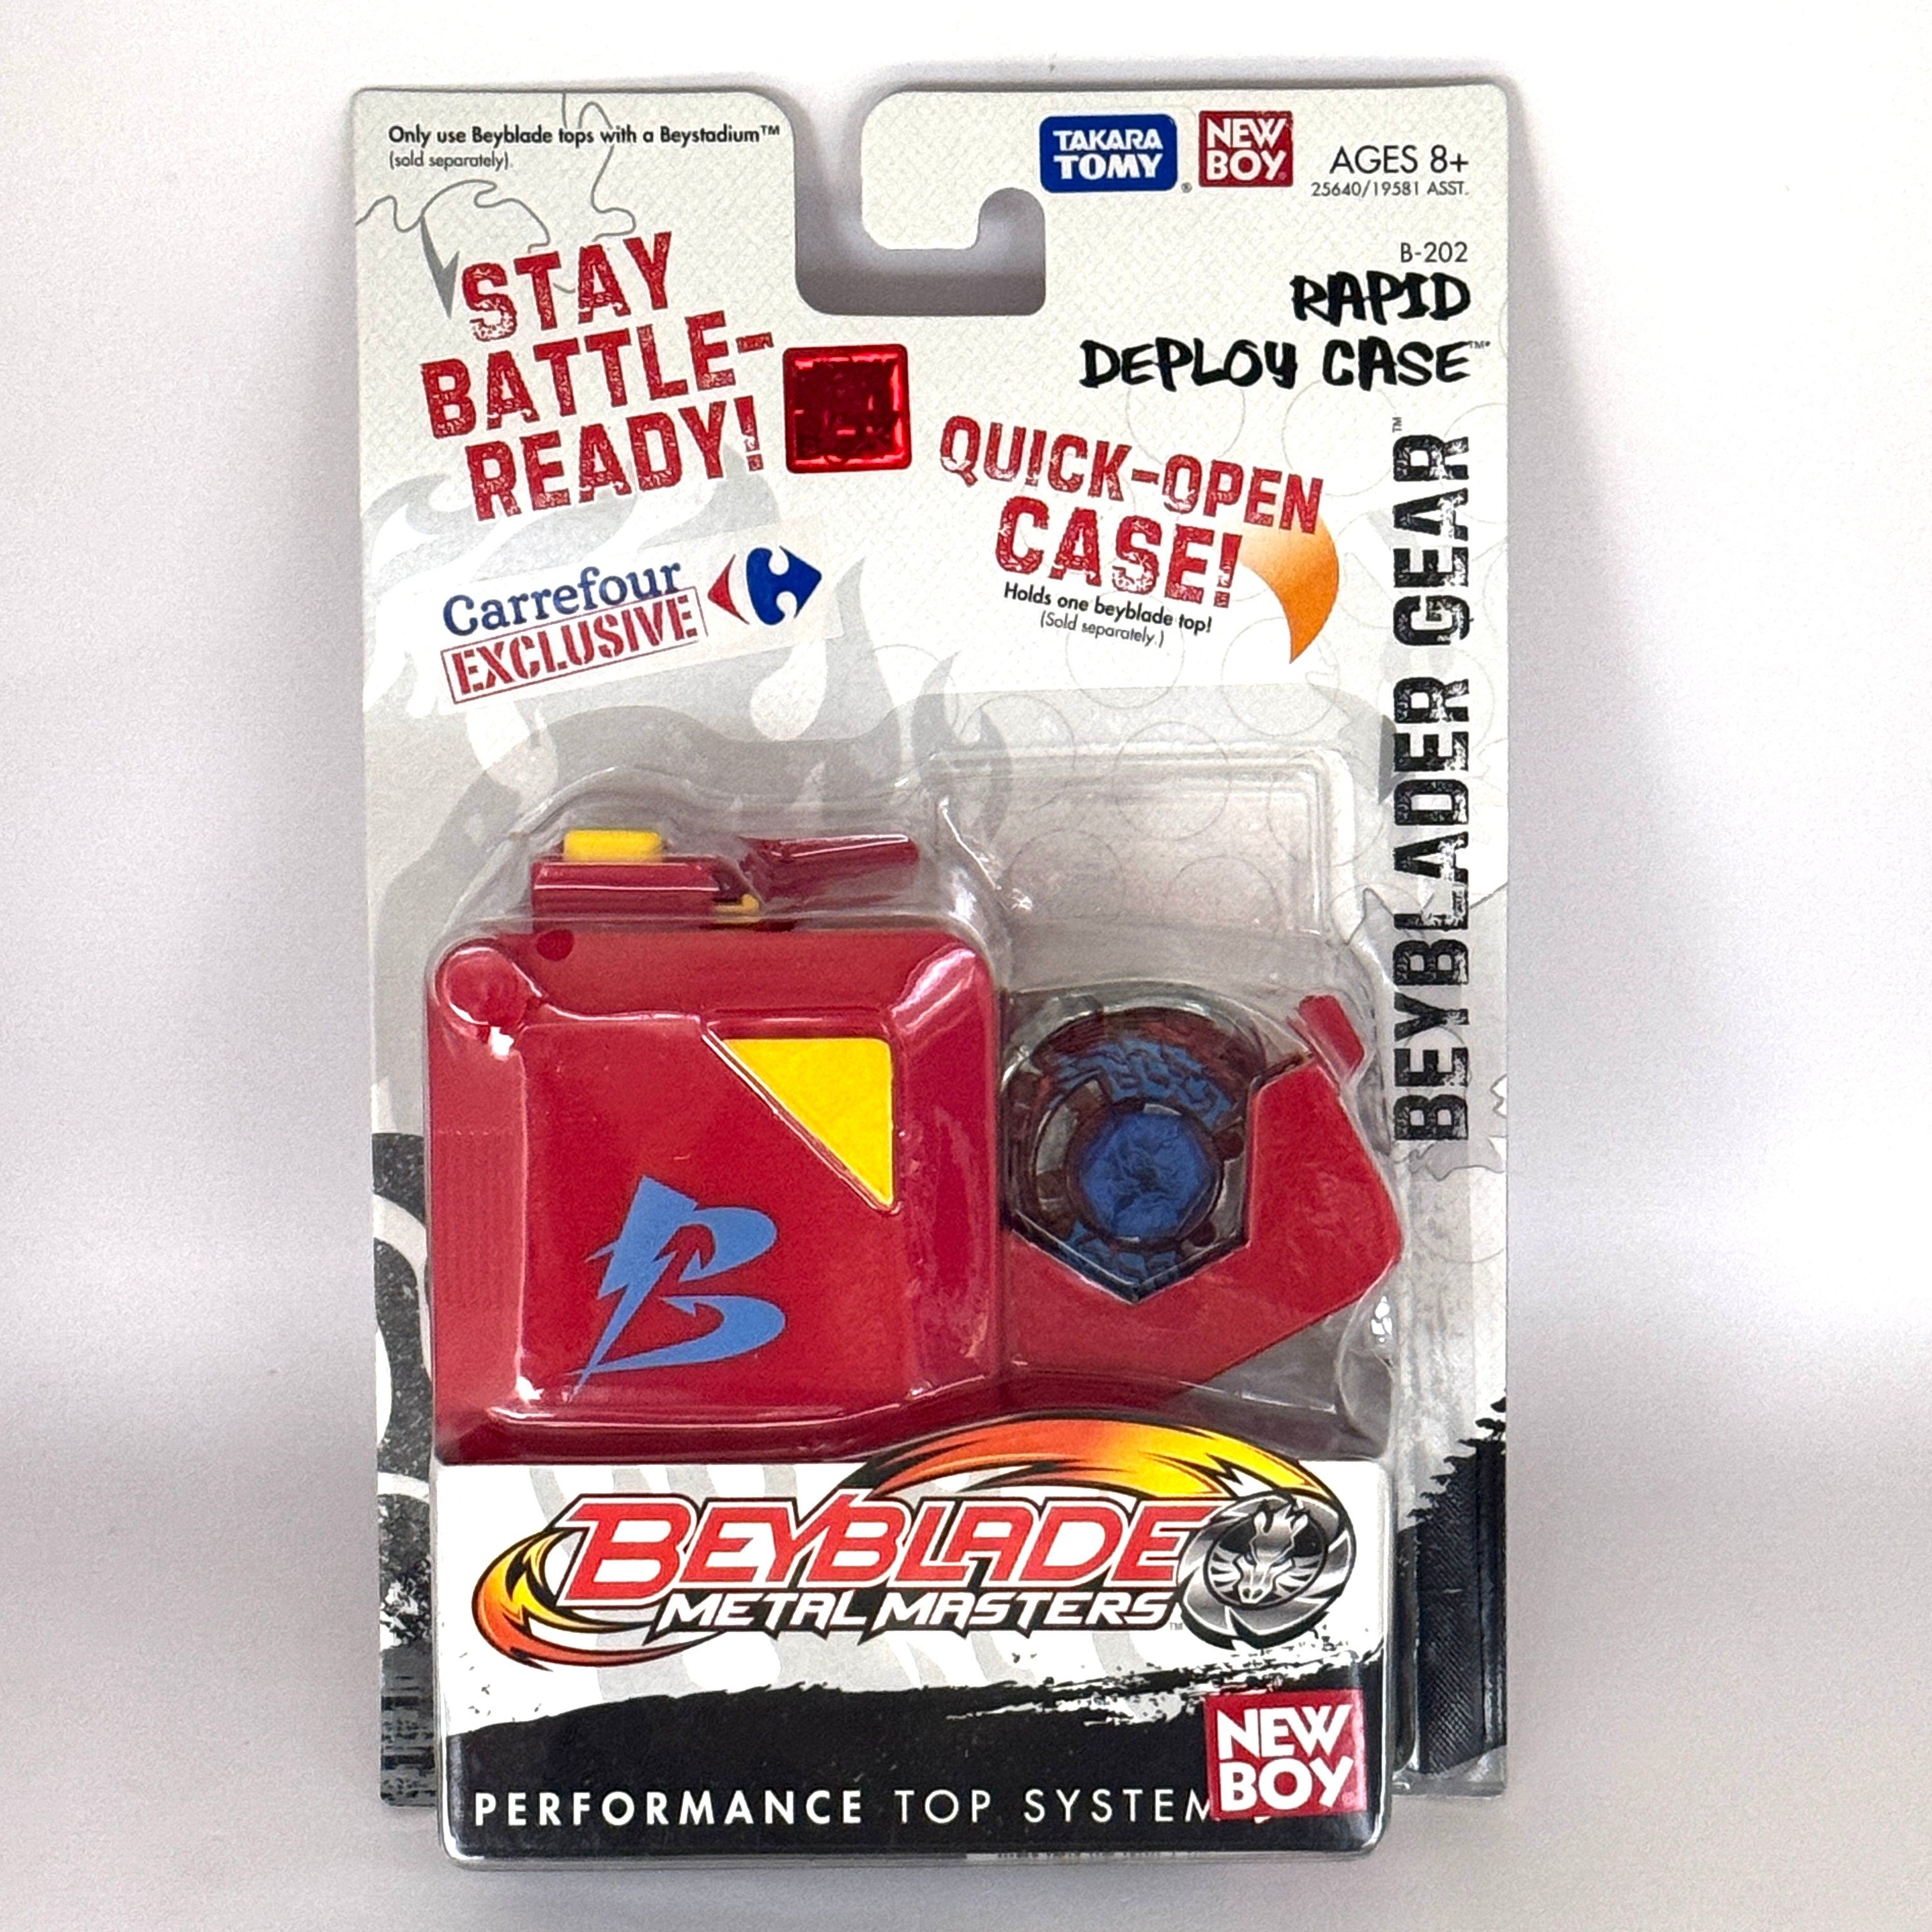 Only use Beyblade tops with a Beystadium™
(sold separately).
TAKARA
TOMY®
NEW
BOY
AGES 8+
25640/19581 ASST.
B-202
RAPID
DEPLOY CASE™*
STAY
BATTLE-
READY!
QUICK-OPEN
CASE!
Holds one beyblade top!
(Sold separately.)
Carrefour
EXCLUSIVE
BEYBLADER GEAR™
B
BEYBLADE
METAL MASTERS™
NEW
BOY
PERFORMANCE TOP SYSTEM